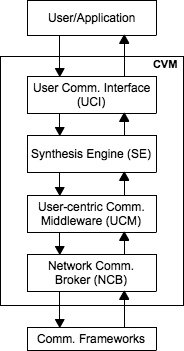 User/Application
CVM
User Comm. Interface
(UCI)
Synthesis Engine (SE)
User-centric Comm.
Middleware (UCM)
Network Comm.
Broker (NCB)
Comm. Frameworks